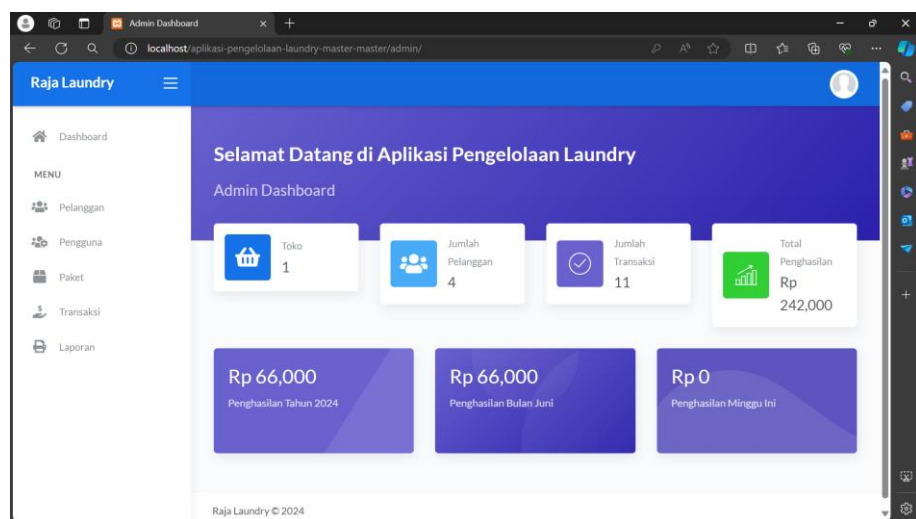 Admin Dashboard
localhost/aplikasi-pengelolaan-laundry-master-master/admin/
Raja Laundry
Dashboard
MENU
Pelanggan
Pengguna
Paket
Transaksi
Laporan
Selamat Datang di Aplikasi Pengelolaan Laundry
Admin Dashboard
Toko
1
Jumlah
Pelanggan
4
Jumlah
Transaksi
11
Total
Penghasilan
Rp
242,000
Rp 66,000
Penghasilan Tahun 2024
Rp 66,000
Penghasilan Bulan Juni
Rp 0
Penghasilan Minggu Ini
Raja Laundry © 2024